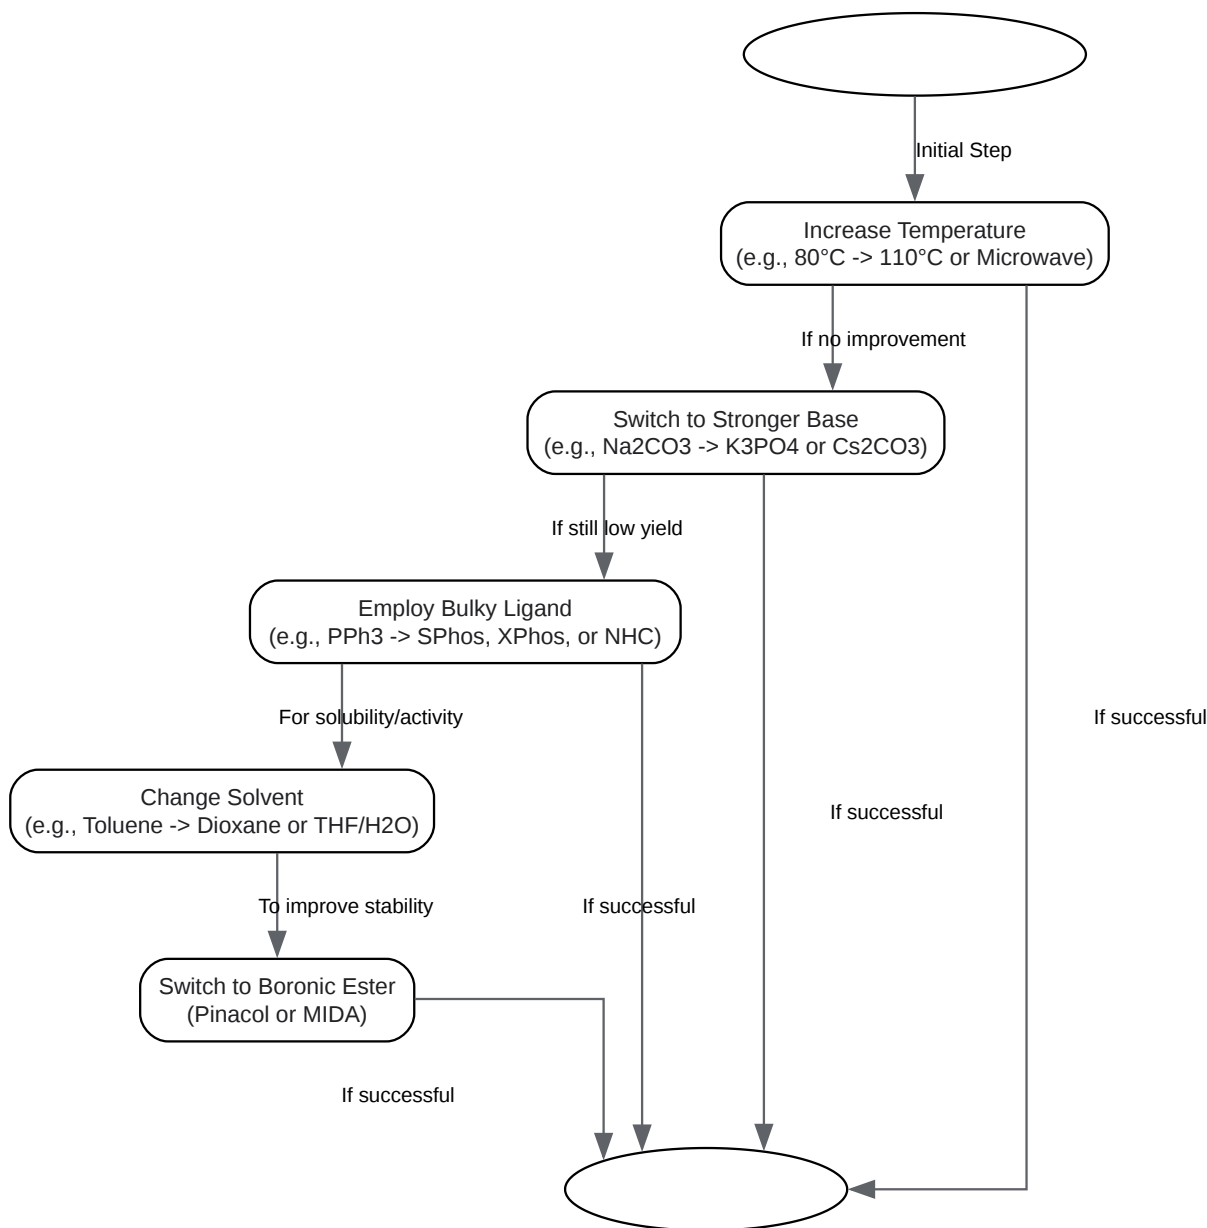 Initial Step
Increase Temperature
(e.g., 80°C -> 110°C or Microwave)
If no improvement
Switch to Stronger Base
(e.g., Na2CO3 -> K3PO4 or Cs2CO3)
If still low yield
Employ Bulky Ligand
(e.g., PPh3 -> SPhos, XPhos, or NHC)
For solubility/activity
If successful
Change Solvent
(e.g., Toluene -> Dioxane or THF/H2O)
If successful
To improve stability
If successful
Switch to Boronic Ester
(Pinacol or MIDA)
If successful